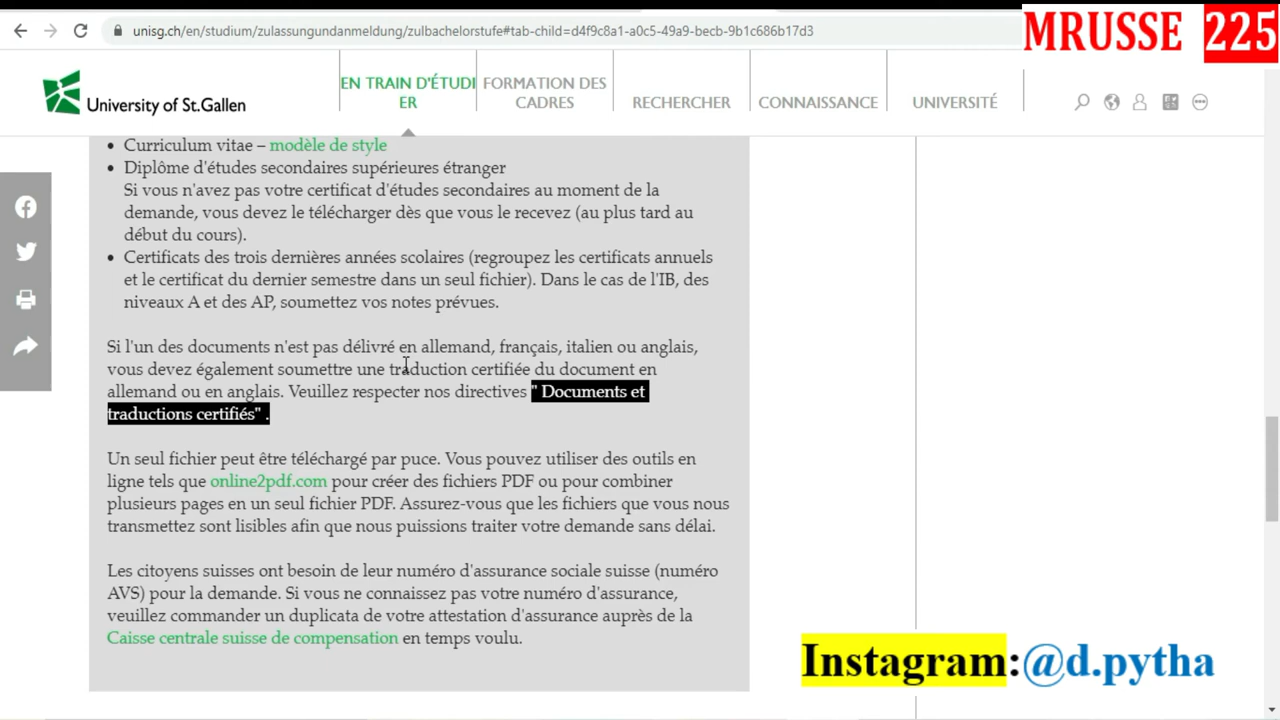 unisg.ch/en/studium/zulassungundanmeldung/zulbachelorstufe#tab-child=d4f9c8a1-a0c5-49a9-becb-9b1c686b17d3
MRUSSE 225
University of St.Gallen
EN TRAIN D'ÉTUDI
ER
FORMATION DES
CADRES
RECHERCHER
CONNAISSANCE
UNIVERSITÉ
• Curriculum vitae – modèle de style
• Diplôme d'études secondaires supérieures étranger
Si vous n'avez pas votre certificat d'études secondaires au moment de la
demande, vous devez le télécharger dès que vous le recevez (au plus tard au
début du cours).
• Certificats des trois dernières années scolaires (regroupez les certificats annuels
et le certificat du dernier semestre dans un seul fichier). Dans le cas de l'IB, des
niveaux A et des AP, soumettez vos notes prévues.
Si l'un des documents n'est pas délivré en allemand, français, italien ou anglais,
vous devez également soumettre une traduction certifiée du document en
allemand ou en anglais. Veuillez respecter nos directives " Documents et
traductions certifiés" .
Un seul fichier peut être téléchargé par puce. Vous pouvez utiliser des outils en
ligne tels que online2pdf.com pour créer des fichiers PDF ou pour combiner
plusieurs pages en un seul fichier PDF. Assurez-vous que les fichiers que vous nous
transmettez sont lisibles afin que nous puissions traiter votre demande sans délai.
Les citoyens suisses ont besoin de leur numéro d'assurance sociale suisse (numéro
AVS) pour la demande. Si vous ne connaissez pas votre numéro d'assurance,
veuillez commander un duplicata de votre attestation d'assurance auprès de la
Caisse centrale suisse de compensation en temps voulu.
Instagram:@d.pytha